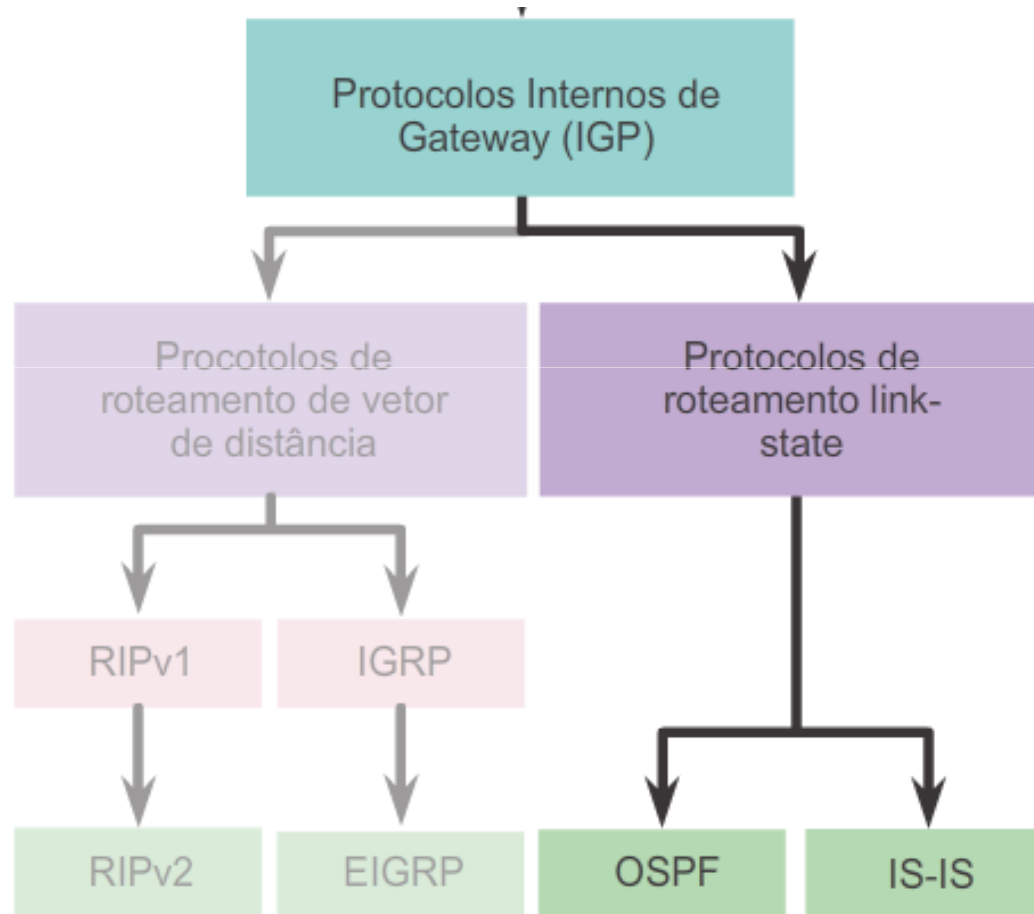 Protocolos Internos de
Gateway (IGP)
Procotolos de
roteamento de vetor
de distância
Protocolos de
roteamento link-
state
RIPv1
IGRP
RIPv2
EIGRP
OSPF
IS-IS